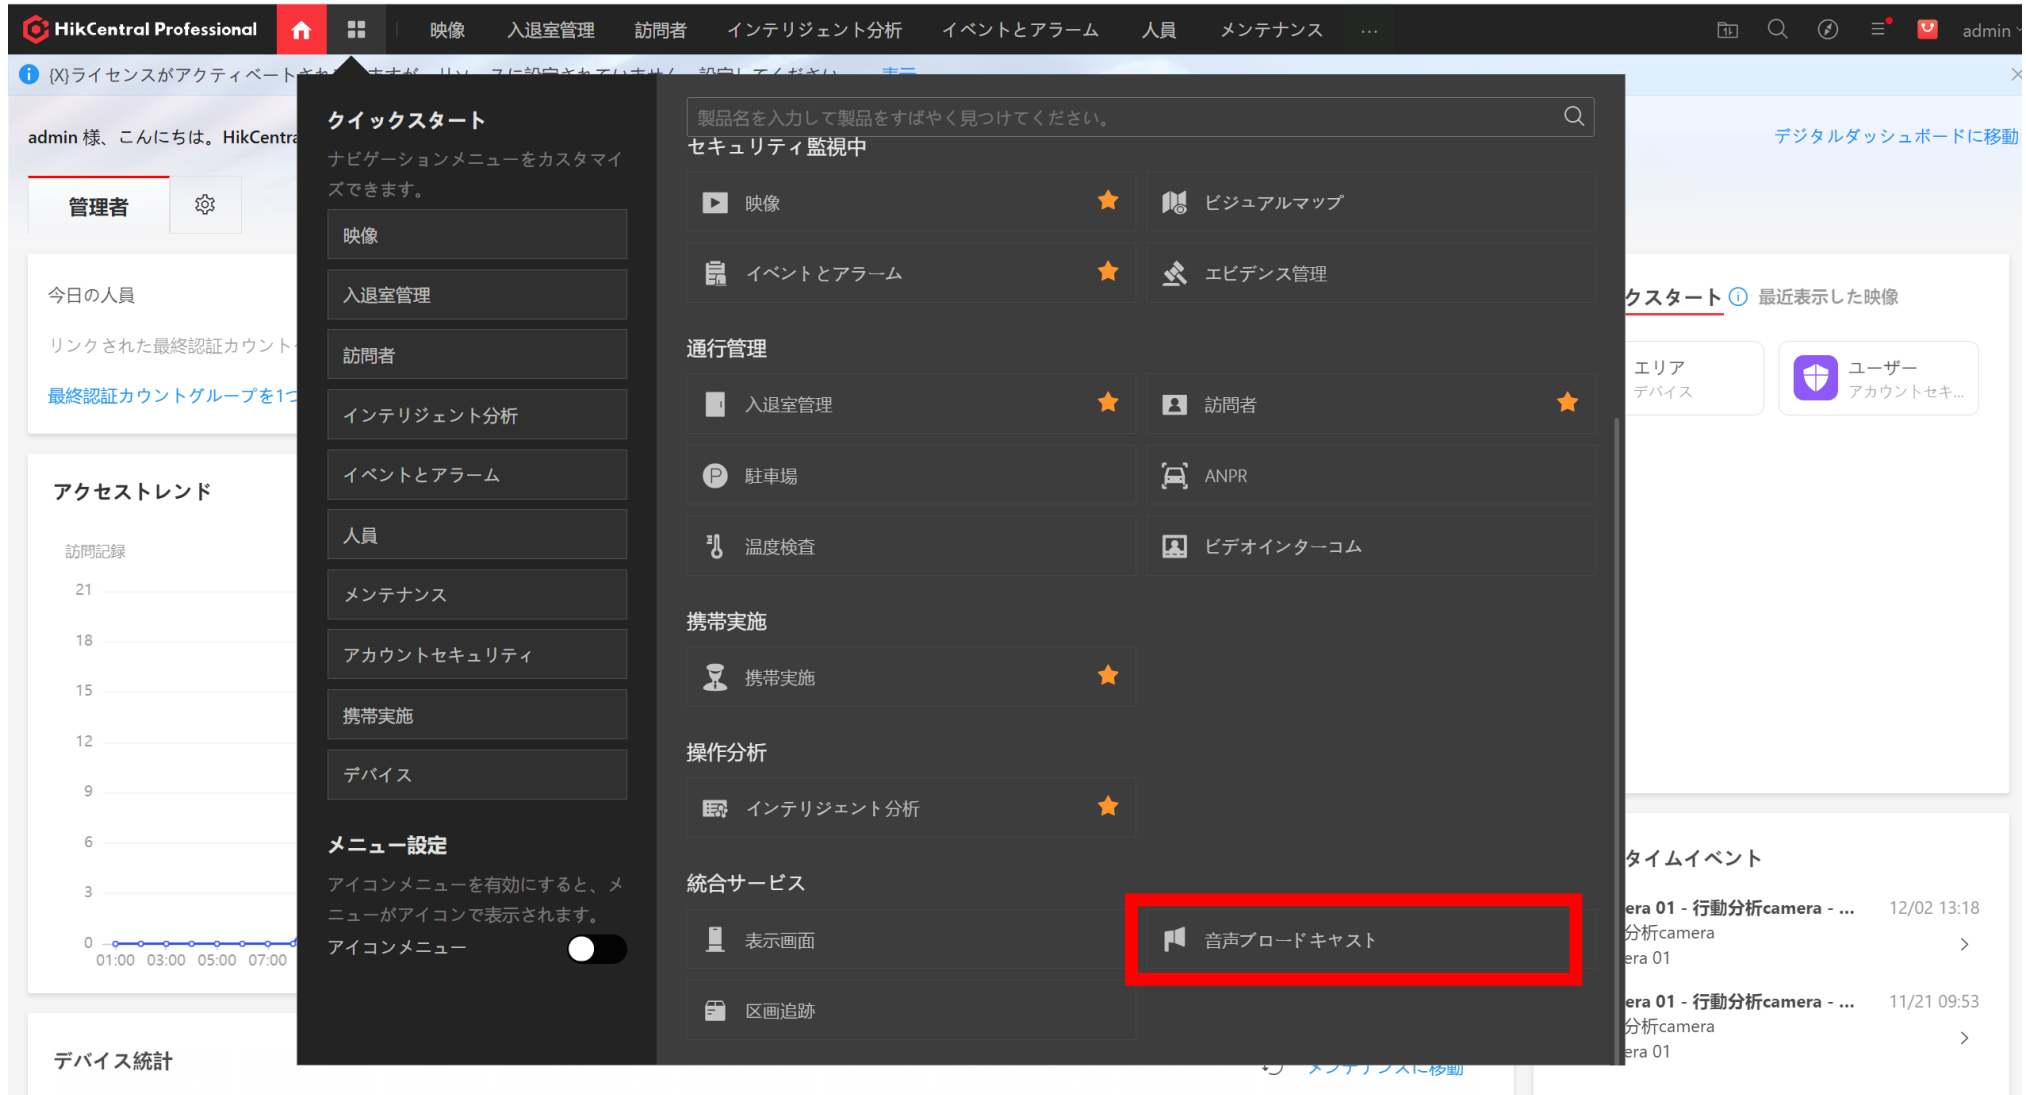 HikCentral Professional
映像
入退室管理
訪問者
インテリジェント分析
イベントとアラーム
人員
メンテナンス
...
admin
{X}ライセンスがアクティベートされ
表示
admin 様、こんにちは。HikCentra
デジタルダッシュボードに移動
管理者
今日の人員
リンクされた最終認証カウント
最終認証カウントグループを1つ
アクセストレンド
訪問記録
21
18
15
12
9
6
3
0
01:00 03:00 05:00 07:00
デバイス統計
クイックスタート
ナビゲーションメニューをカスタマイ
ズできます。
映像
入退室管理
訪問者
インテリジェント分析
イベントとアラーム
人員
メンテナンス
アカウントセキュリティ
携帯実施
デバイス
メニュー設定
アイコンメニューを有効にすると、メ
ニューがアイコンで表示されます。
アイコンメニュー
製品名を入力して製品をすばやく見つけてください。
セキュリティ監視中
映像
ビジュアルマップ
イベントとアラーム
エビデンス管理
通行管理
入退室管理
訪問者
駐車場
ANPR
温度検査
ビデオインターコム
携帯実施
携帯実施
操作分析
インテリジェント分析
統合サービス
表示画面
音声ブロードキャスト
区画追跡
メンテナンスに移動
クスタート
最近表示した映像
エリア
デバイス
ユーザー
アカウントセキ...
タイムイベント
era 01 - 行動分析camera - ... 12/02 13:18
分析camera
era 01
era 01 - 行動分析camera - ... 11/21 09:53
分析camera
era 01